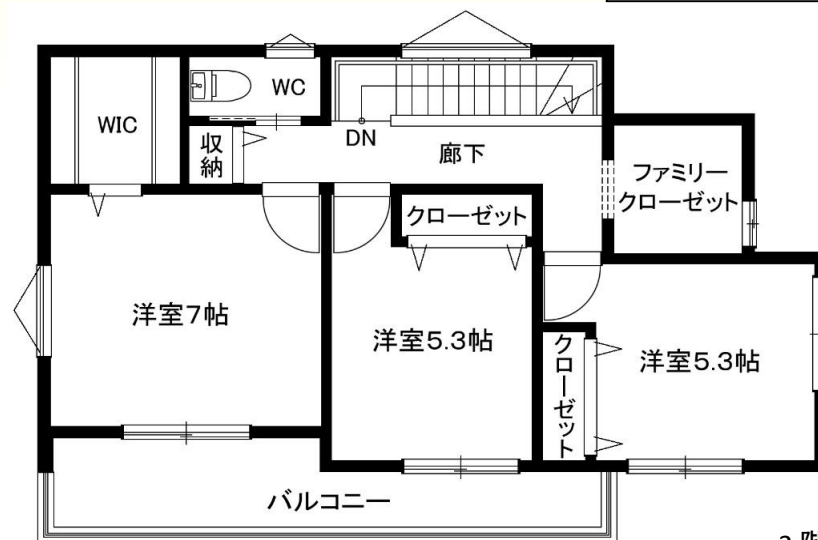 WIC
WC
収納
DN
廊下
ファミリー
クローゼット
クローゼット
洋室7帖
洋室5.3帖
クローゼット
洋室5.3帖
バルコニー